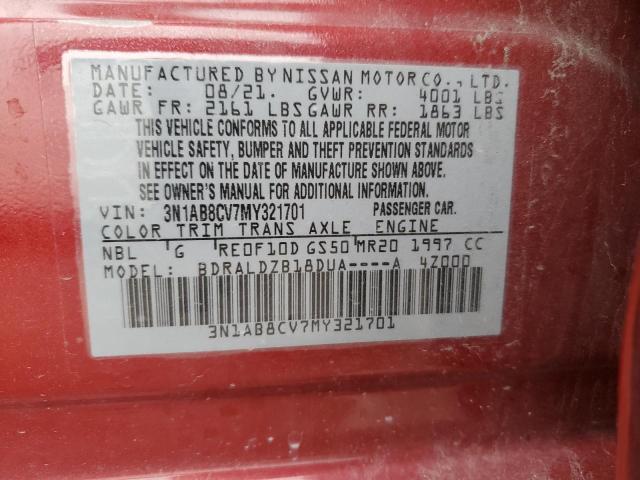 MANUFACTURED BY NISSAN MOTOR CO., LTD.
DATE: 08/21. GVWR: 4001 LBS
GAWR FR: 2161 LBS GAWR RR: 1863 LBS
THIS VEHICLE CONFORMS TO ALL APPLICABLE FEDERAL MOTOR
VEHICLE SAFETY, BUMPER AND THEFT PREVENTION STANDARDS
IN EFFECT ON THE DATE OF MANUFACTURE SHOWN ABOVE.
SEE OWNER'S MANUAL FOR ADDITIONAL INFORMATION.
VIN: 3N1AB8CV7MY321701 PASSENGER CAR.
COLOR TRIM TRANS AXLE ENGINE
NBL G RE0F10D GS50 MR20 1997 CC
MODEL: BDRALDZB18DUA----A 4Z000
3N1AB8CV7MY321701